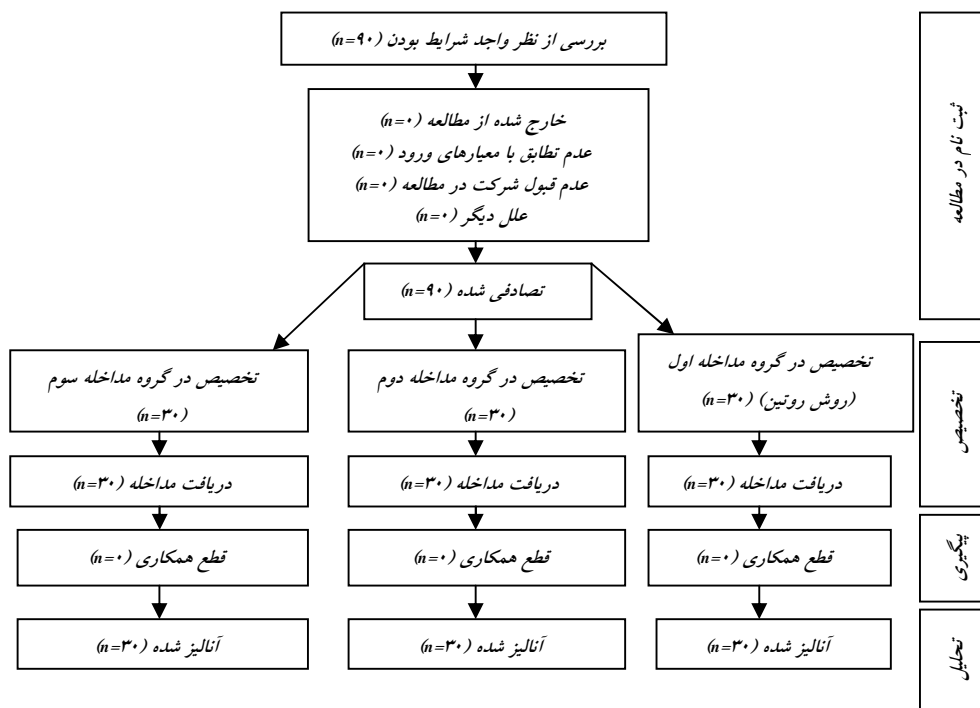 بررسی از نظر واجد شرایط بودن (n=۹۰)
خارج شده از مطالعه (n=۰)
عدم تطابق با معیارهای ورود (n=۰)
عدم قبول شرکت در مطالعه (n=۰)
علل دیگر (n=۰)
تصادفی شده (n=۹۰)
ثبت نام در مطالعه
تخصیص در گروه مداخله اول
(روش روتین) (n=۳۰)
تخصیص در گروه مداخله دوم
(n=۳۰)
تخصیص در گروه مداخله سوم
(n=۳۰)
دریافت مداخله (n=۳۰)
دریافت مداخله (n=۳۰)
دریافت مداخله (n=۳۰)
تخصیص
قطع همکاری (n=۰)
قطع همکاری (n=۰)
قطع همکاری (n=۰)
پیگیری
آنالیز شده (n=۳۰)
آنالیز شده (n=۳۰)
آنالیز شده (n=۳۰)
تحلیل